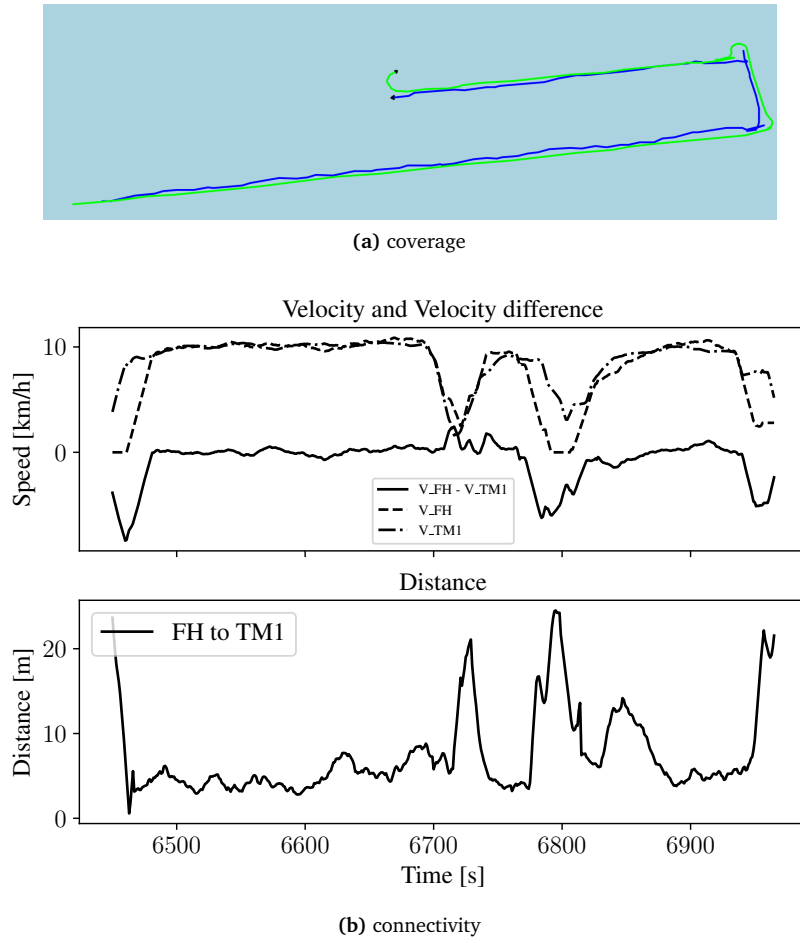 (a) coverage
Velocity and Velocity difference
10
0
Speed [km/h]
V_FH - V_TM1
V_FH
V_TM1
Distance
FH to TM1
20
10
0
Distance [m]
6500 6600 6700 6800 6900
Time [s]
(b) connectivity